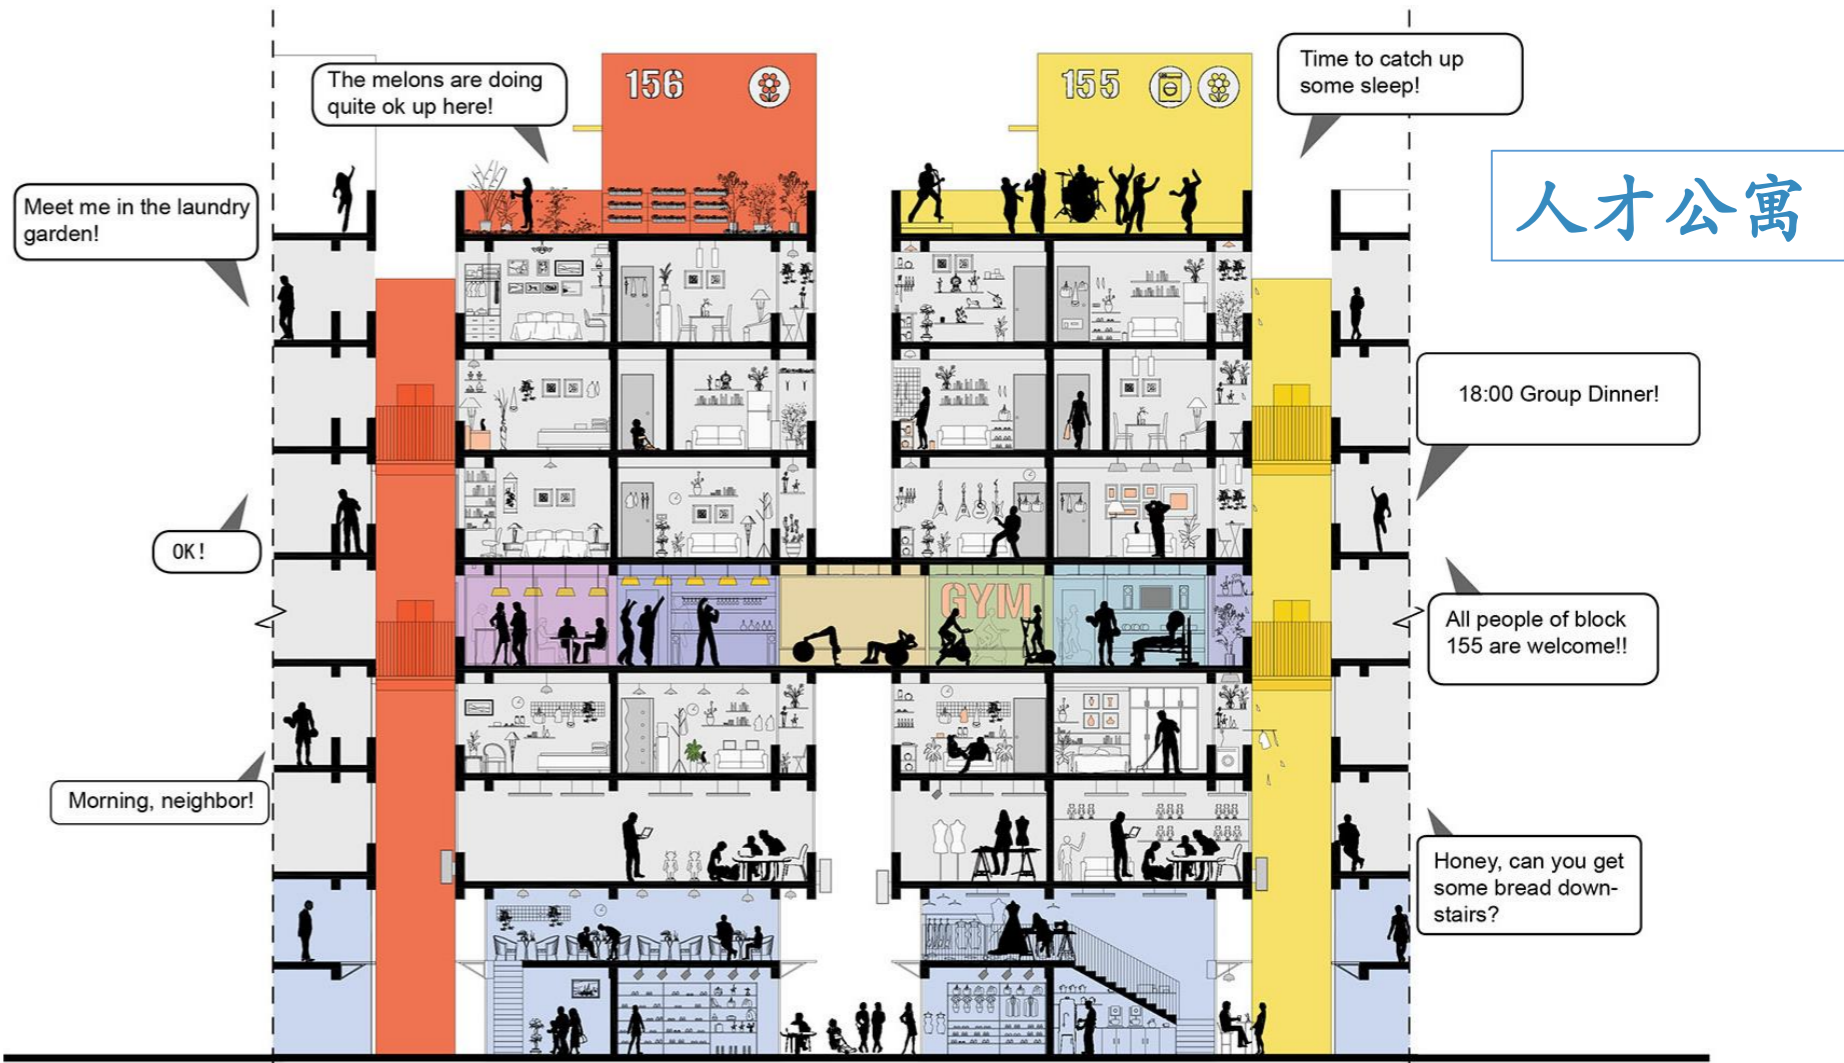 156
155
The melons are doing
quite ok up here!
Time to catch up
some sleep!
人才公寓
Meet me in the laundry
garden!
18:00 Group Dinner!
OK!
GYM
All people of block
155 are welcome!!
Morning, neighbor!
Honey, can you get
some bread down-
stairs?